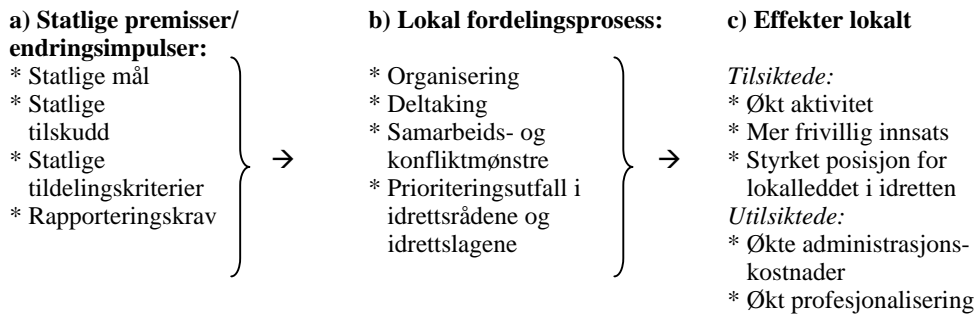 a) Statlige premisser/
endringsimpulser:
* Statlige mål
* Statlige
tilskudd
* Statlige
tildelingskriterier
* Rapporteringskrav
→
b) Lokal fordelingsprosess:
* Organisering
* Deltaking
* Samarbeids- og
konfliktmønstre
* Prioriteringsutfall i
idrettsrådene og
idrettslagene
→
c) Effekter lokalt
Tilsiktede:
* Økt aktivitet
* Mer frivillig innsats
* Styrket posisjon for
lokalleddet i idretten
Utilsiktede:
* Økte administrasjons-
kostnader
* Økt profesjonalisering